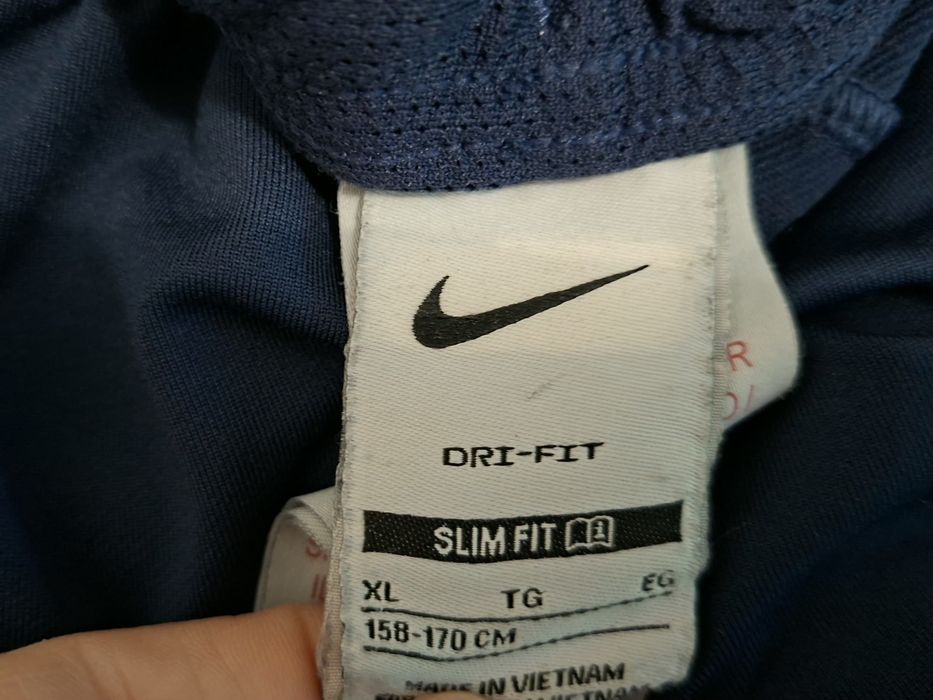 DRI-FIT
SLIM FIT
XL TG EG
158-170 CM
MADE IN VIETNAM
R
O/